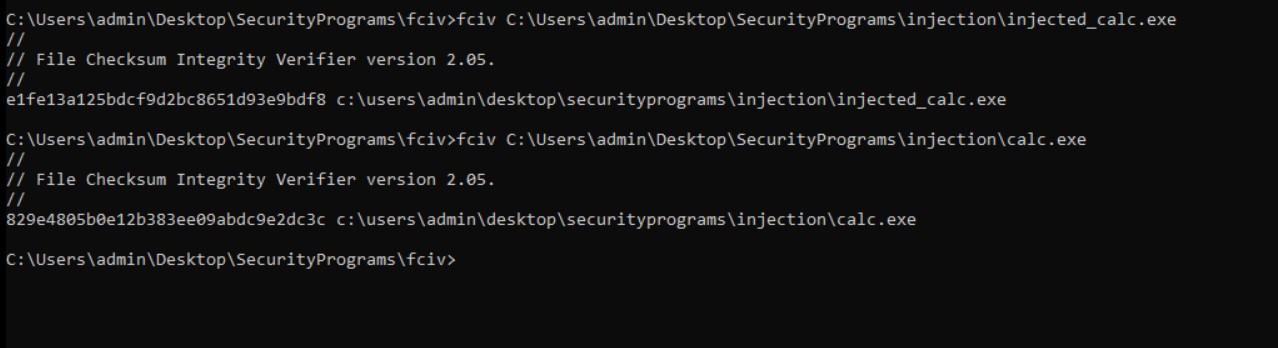 C:\Users\admin\Desktop\SecurityPrograms\fciv>fciv C:\Users\admin\Desktop\SecurityPrograms\injection\injected_calc.exe
//
// File Checksum Integrity Verifier version 2.05.
//
e1fe13a125bdcf9d2bc8651d93e9bdf8 c:\users\admin\desktop\securityprograms\injection\injected_calc.exe
C:\Users\admin\Desktop\SecurityPrograms\fciv>fciv C:\Users\admin\Desktop\SecurityPrograms\injection\calc.exe
//
// File Checksum Integrity Verifier version 2.05.
//
829e4805b0e12b383ee09abdc9e2dc3c c:\users\admin\desktop\securityprograms\injection\calc.exe
C:\Users\admin\Desktop\SecurityPrograms\fciv>